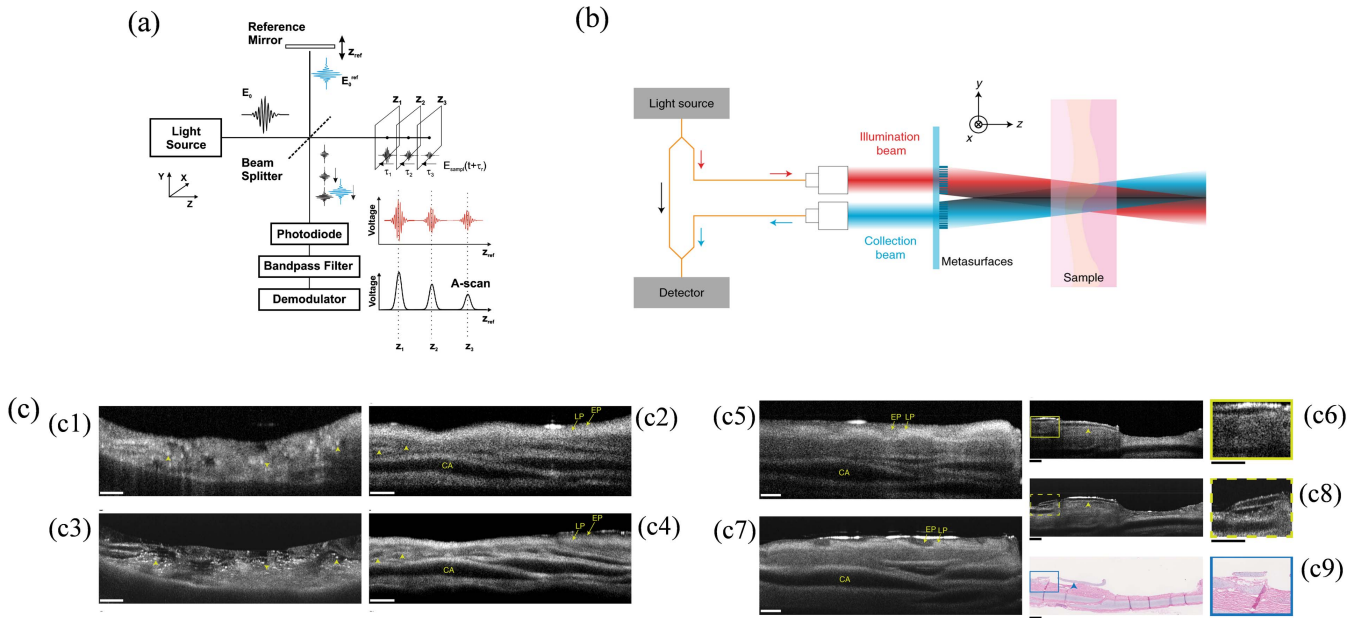 (a)
Reference
Mirror
z_ref
E_0^ref
E_0
z_1 z_2 z_3
Light
Source
Beam
Splitter
τ_1 τ_2 τ_3
E_sampl(t+τ_r)
Y X
Z
Voltage
z_ref
Photodiode
Bandpass Filter
Demodulator
A-scan
Voltage
z_ref
z_1 z_2 z_3
(b)
Light source
Illumination
beam
y
x z
Collection
beam
Metasurfaces
Sample
Detector
(c)
(c1)
LP EP
CA
(c2)
(c3)
LP EP
CA
(c4)
(c5)
EP LP
CA
(c6)
(c7)
EP LP
CA
(c8)
(c9)